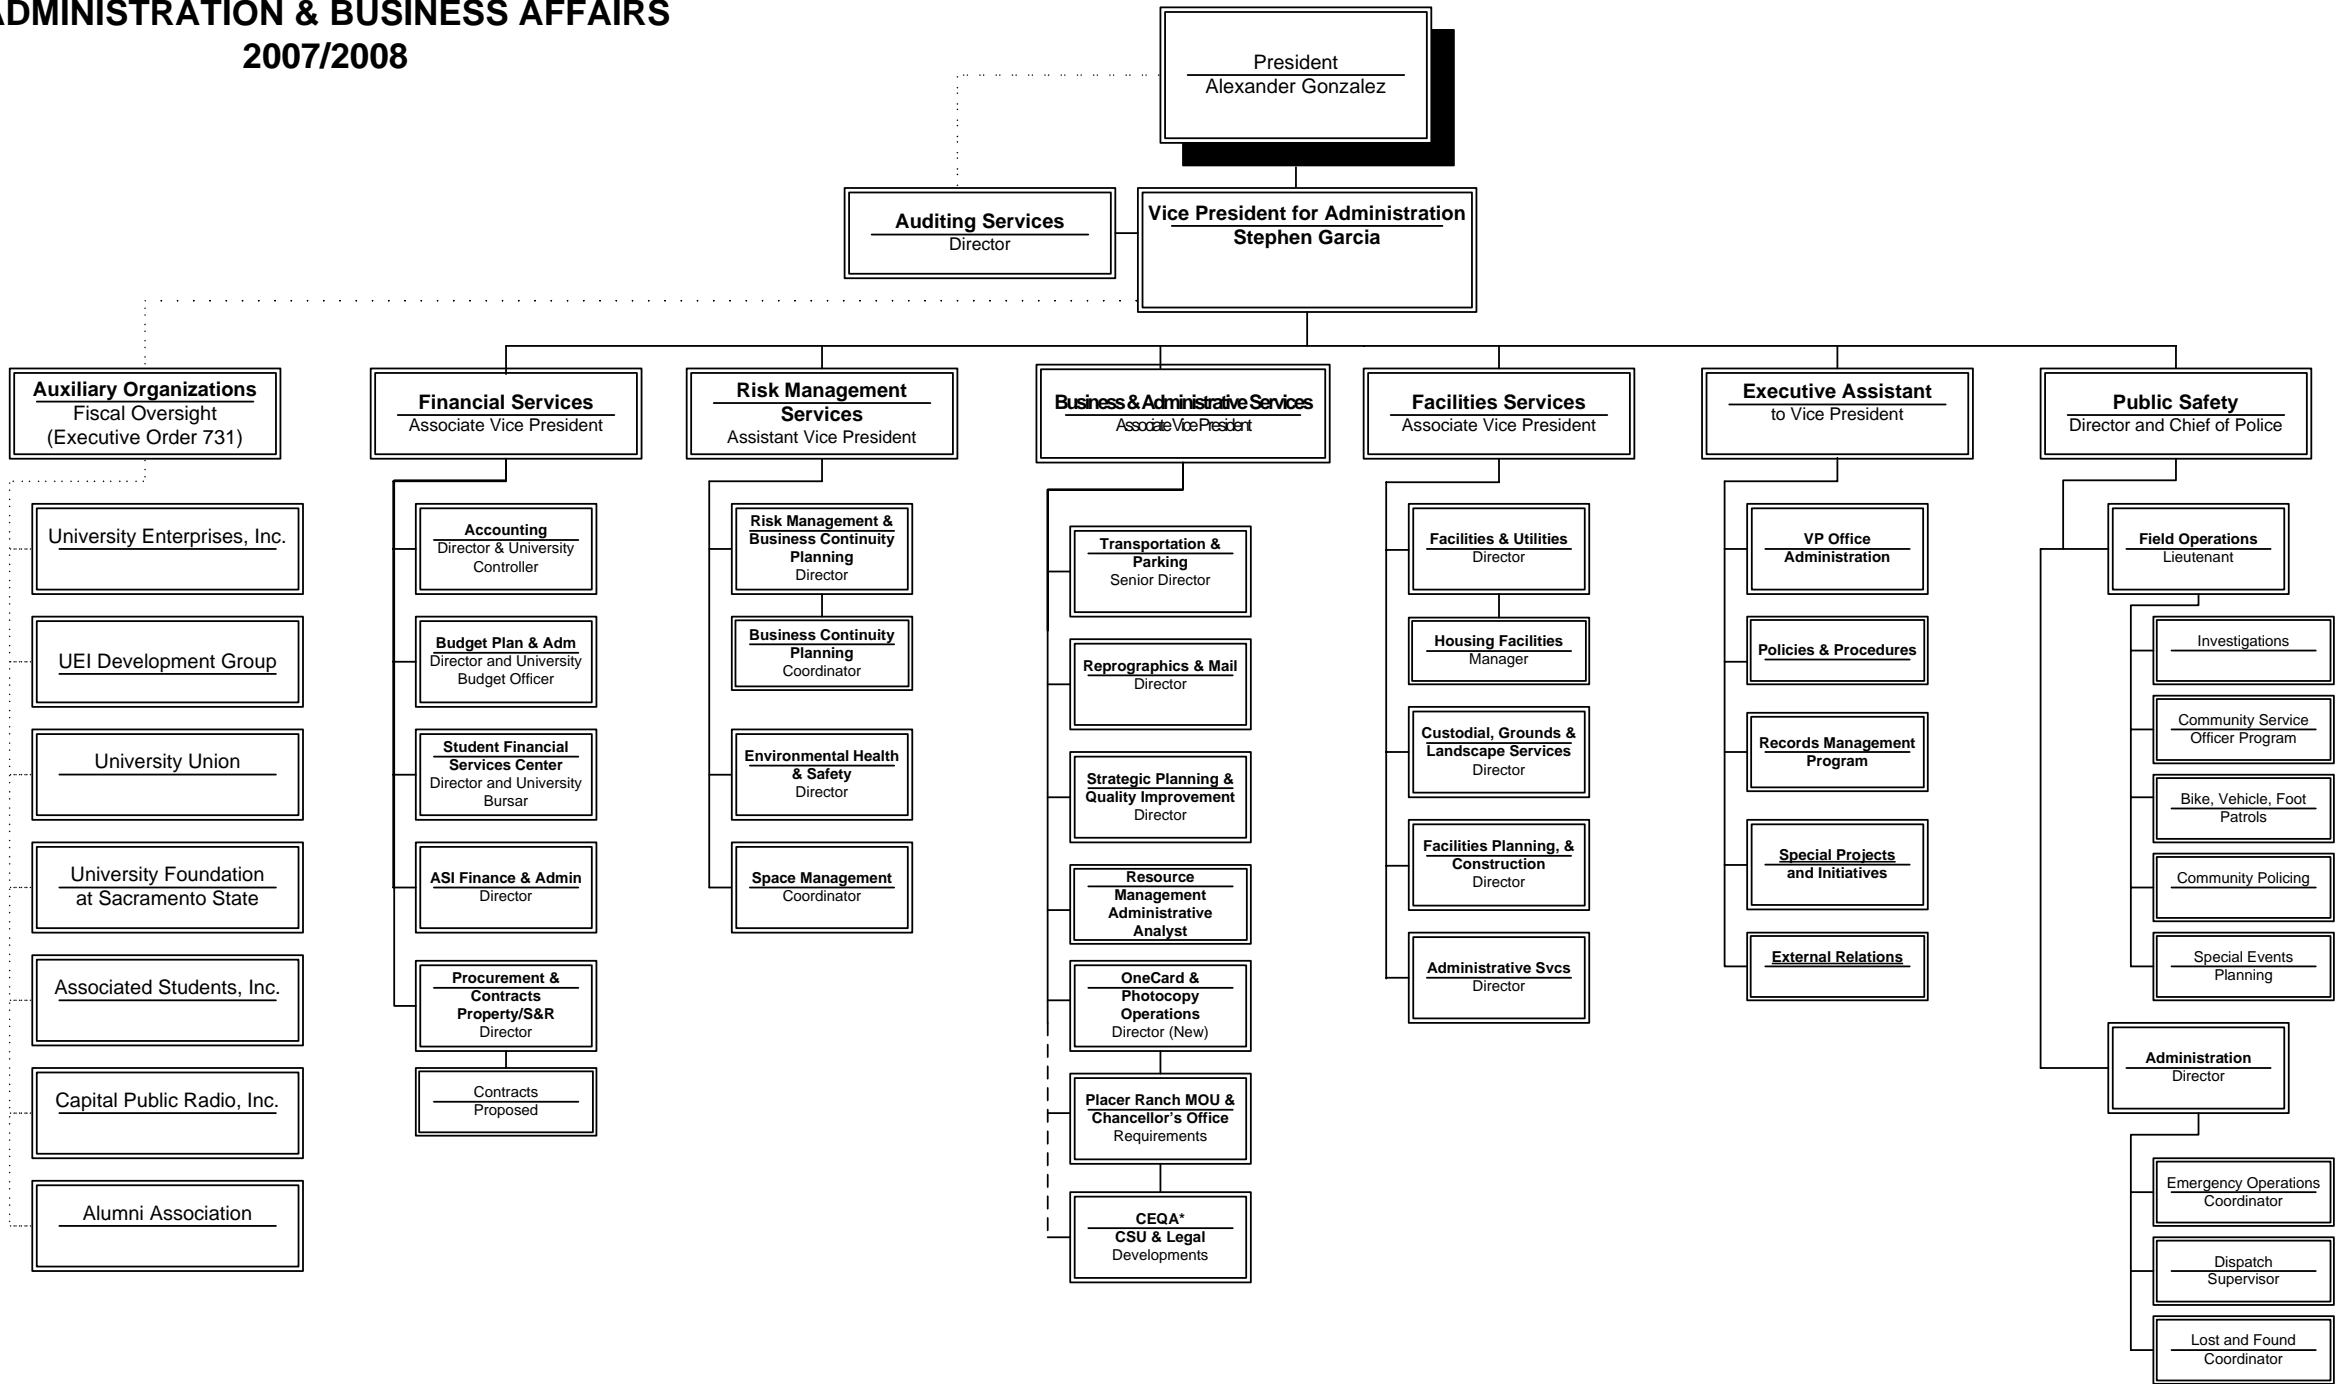 ADMINISTRATION & BUSINESS AFFAIRS
2007/2008
President
Alexander Gonzalez
Auditing Services
Director
Vice President for Administration
Stephen Garcia
Auxiliary Organizations
Fiscal Oversight
(Executive Order 731)
University Enterprises, Inc.
UEI Development Group
University Union
University Foundation
at Sacramento State
Associated Students, Inc.
Capital Public Radio, Inc.
Alumni Association
Financial Services
Associate Vice President
Accounting
Director & University
Controller
Budget Plan & Adm
Director and University
Budget Officer
Student Financial
Services Center
Director and University
Bursar
ASI Finance & Admin
Director
Procurement &
Contracts
Property/S&R
Director
Contracts
Proposed
Risk Management
Services
Assistant Vice President
Risk Management &
Business Continuity
Planning
Director
Business Continuity
Planning
Coordinator
Environmental Health
& Safety
Director
Space Management
Coordinator
Business & Administrative Services
Associate Vice President
Transportation &
Parking
Senior Director
Reprographics & Mail
Director
Strategic Planning &
Quality Improvement
Director
Resource
Management
Administrative
Analyst
OneCard &
Photocopy
Operations
Director (New)
Placer Ranch MOU &
Chancellor’s Office
Requirements
CEQA*
CSU & Legal
Developments
Facilities Services
Associate Vice President
Facilities & Utilities
Director
Housing Facilities
Manager
Custodial, Grounds &
Landscape Services
Director
Facilities Planning, &
Construction
Director
Administrative Svcs
Director
Executive Assistant
to Vice President
VP Office
Administration
Policies & Procedures
Records Management
Program
Special Projects
and Initiatives
External Relations
Public Safety
Director and Chief of Police
Field Operations
Lieutenant
Investigations
Community Service
Officer Program
Bike, Vehicle, Foot
Patrols
Community Policing
Special Events
Planning
Administration
Director
Emergency Operations
Coordinator
Dispatch
Supervisor
Lost and Found
Coordinator